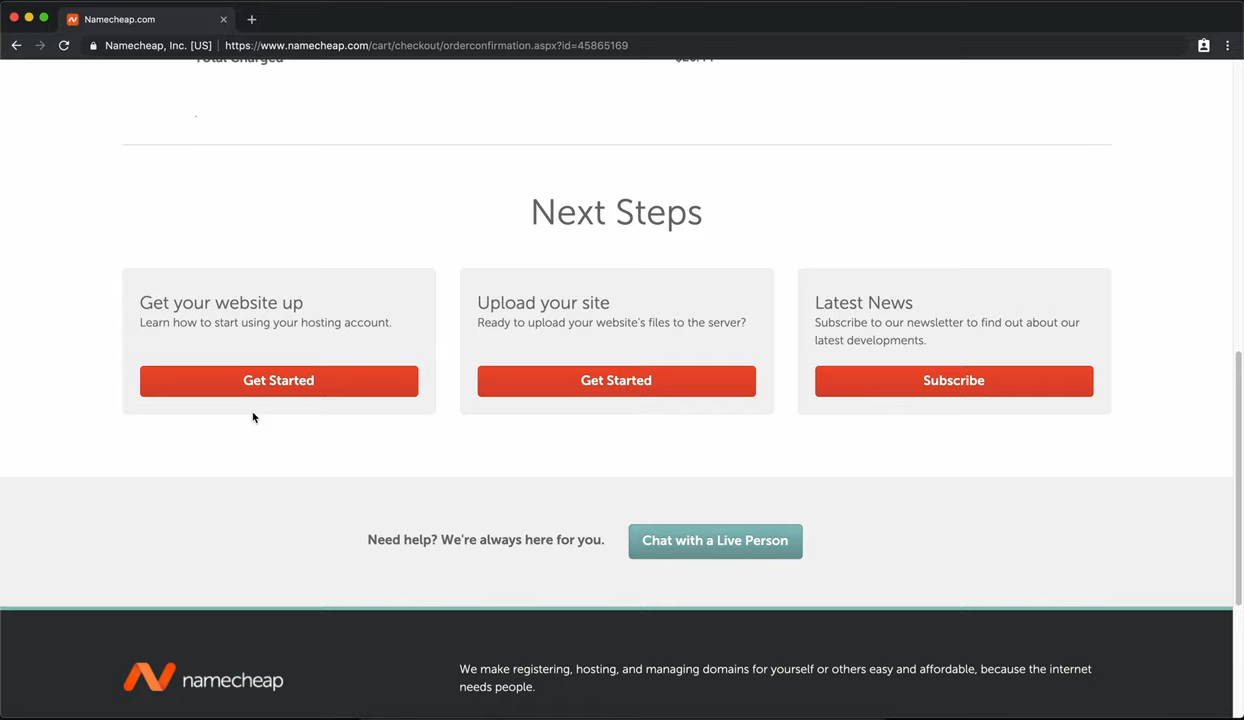 Namecheap.com
Namecheap, Inc. [US]
https://www.namecheap.com/cart/checkout/orderconfirmation.aspx?id=45865169
Total Charged
Next Steps
Get your website up
Learn how to start using your hosting account.
Get Started
Upload your site
Ready to upload your website's files to the server?
Get Started
Latest News
Subscribe to our newsletter to find out about our
latest developments.
Subscribe
Need help? We're always here for you.
Chat with a Live Person
namecheap
We make registering, hosting, and managing domains for yourself or others easy and affordable, because the internet
needs people.